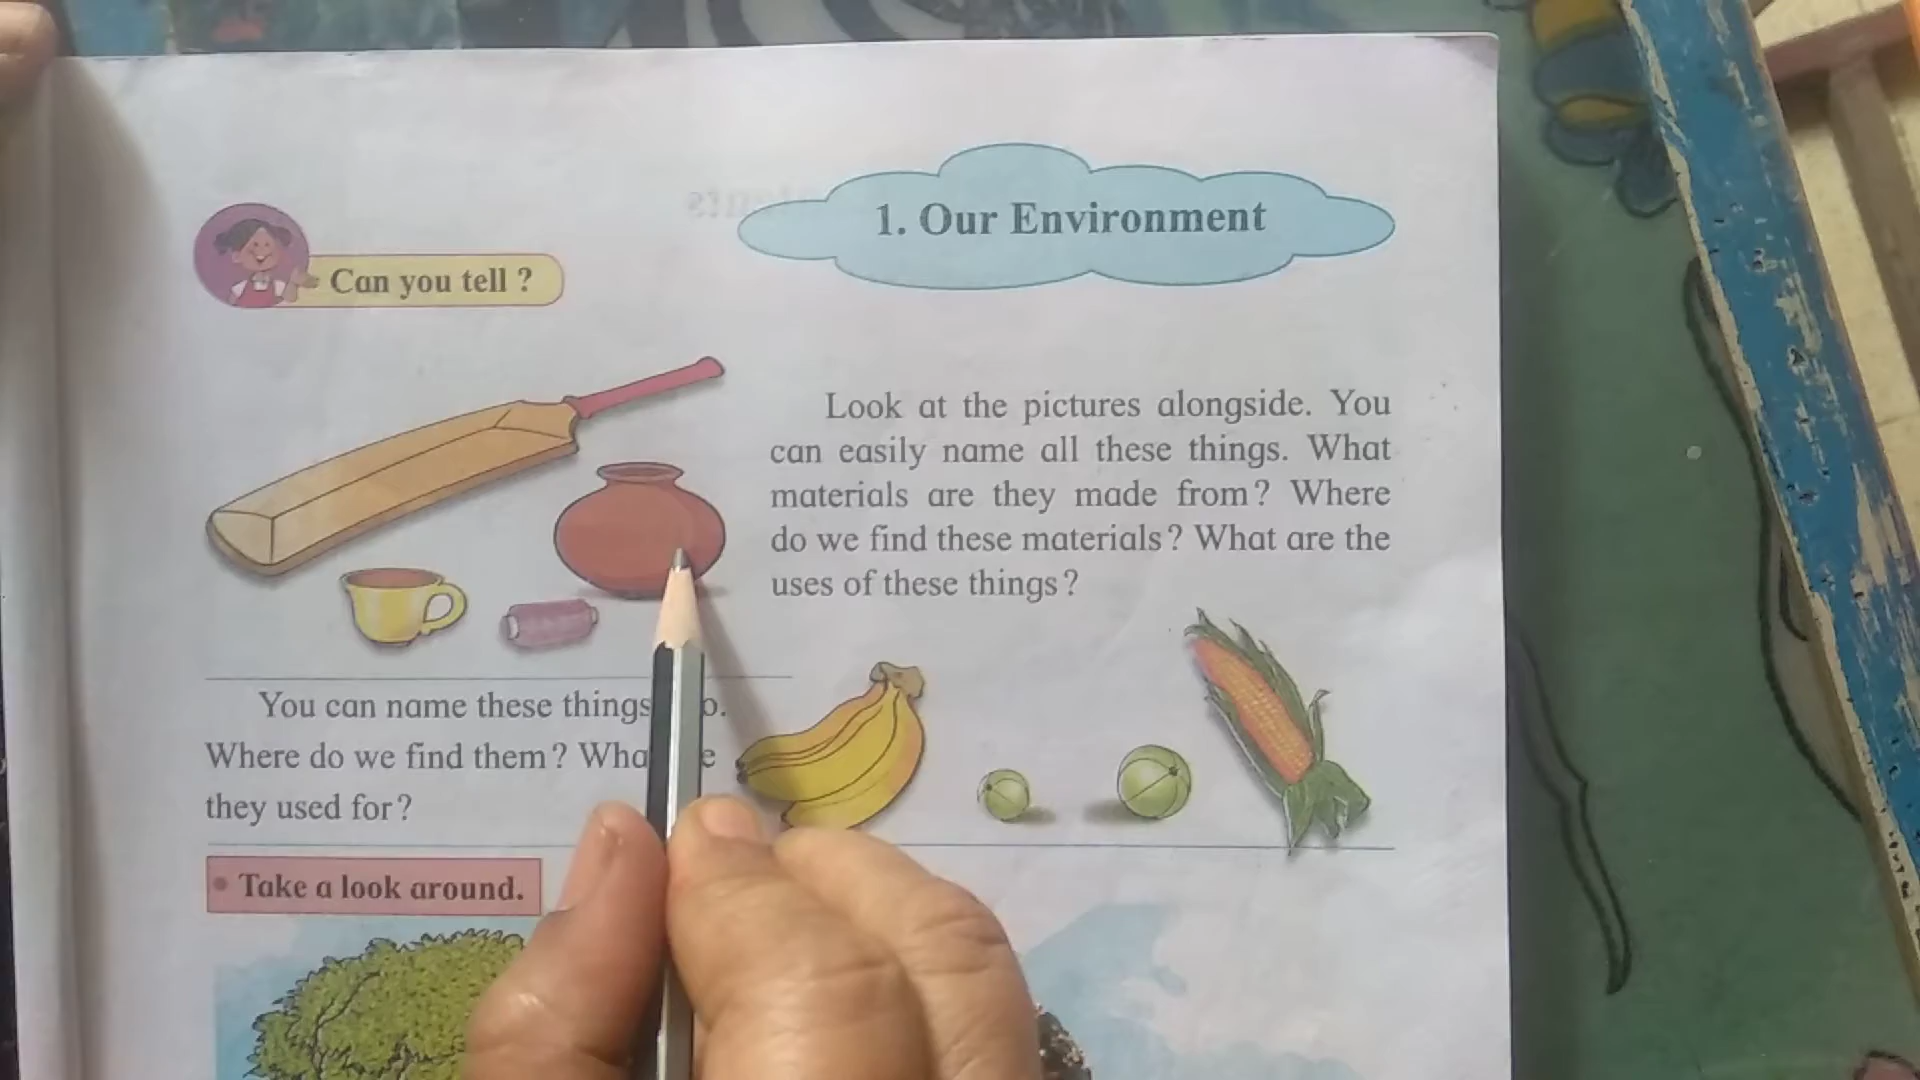 1. Our Environment
Can you tell ?
Look at the pictures alongside. You
can easily name all these things. What
materials are they made from? Where
do we find these materials? What are the
uses of these things?
You can name these things
Where do we find them? 
they used for?
Take a look around.